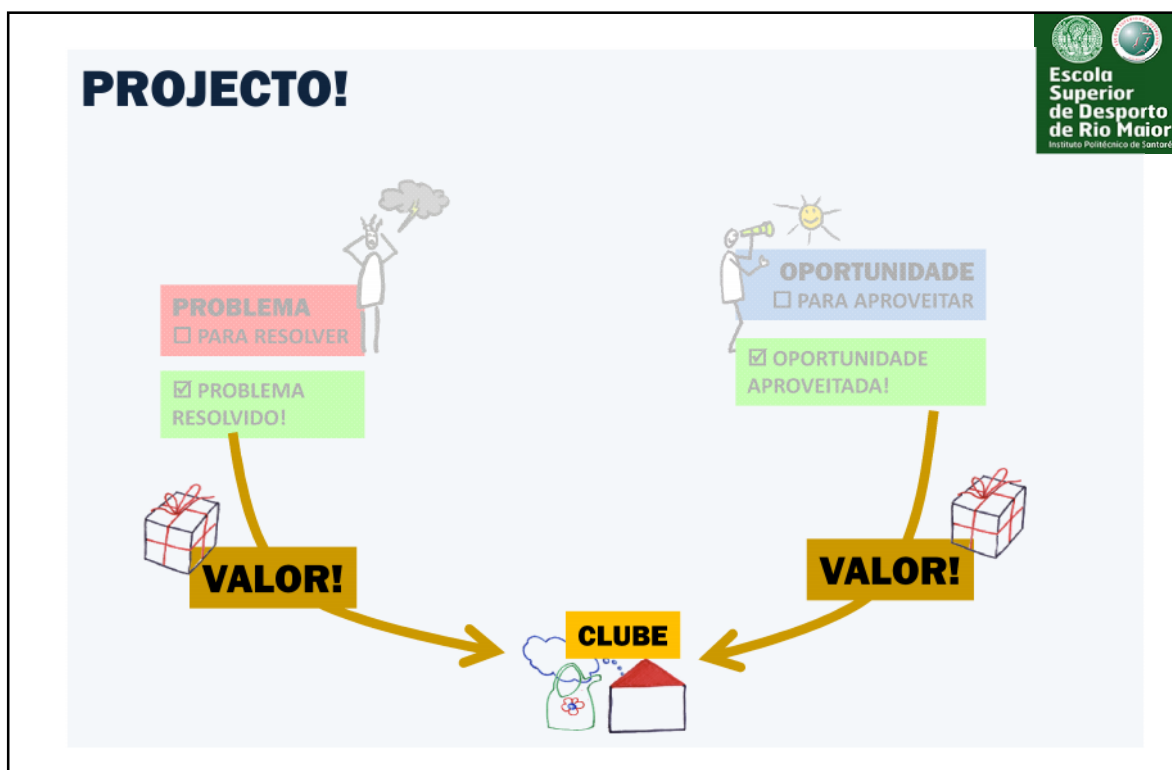 PROJECTO!
Escola
Superior
de Desporto
de Rio Maior
Instituto Politécnico de Santaré
PROBLEMA
☐ PARA RESOLVER
☑ PROBLEMA
RESOLVIDO!
OPORTUNIDADE
☐ PARA APROVEITAR
☑ OPORTUNIDADE
APROVEITADA!
VALOR!
VALOR!
CLUBE